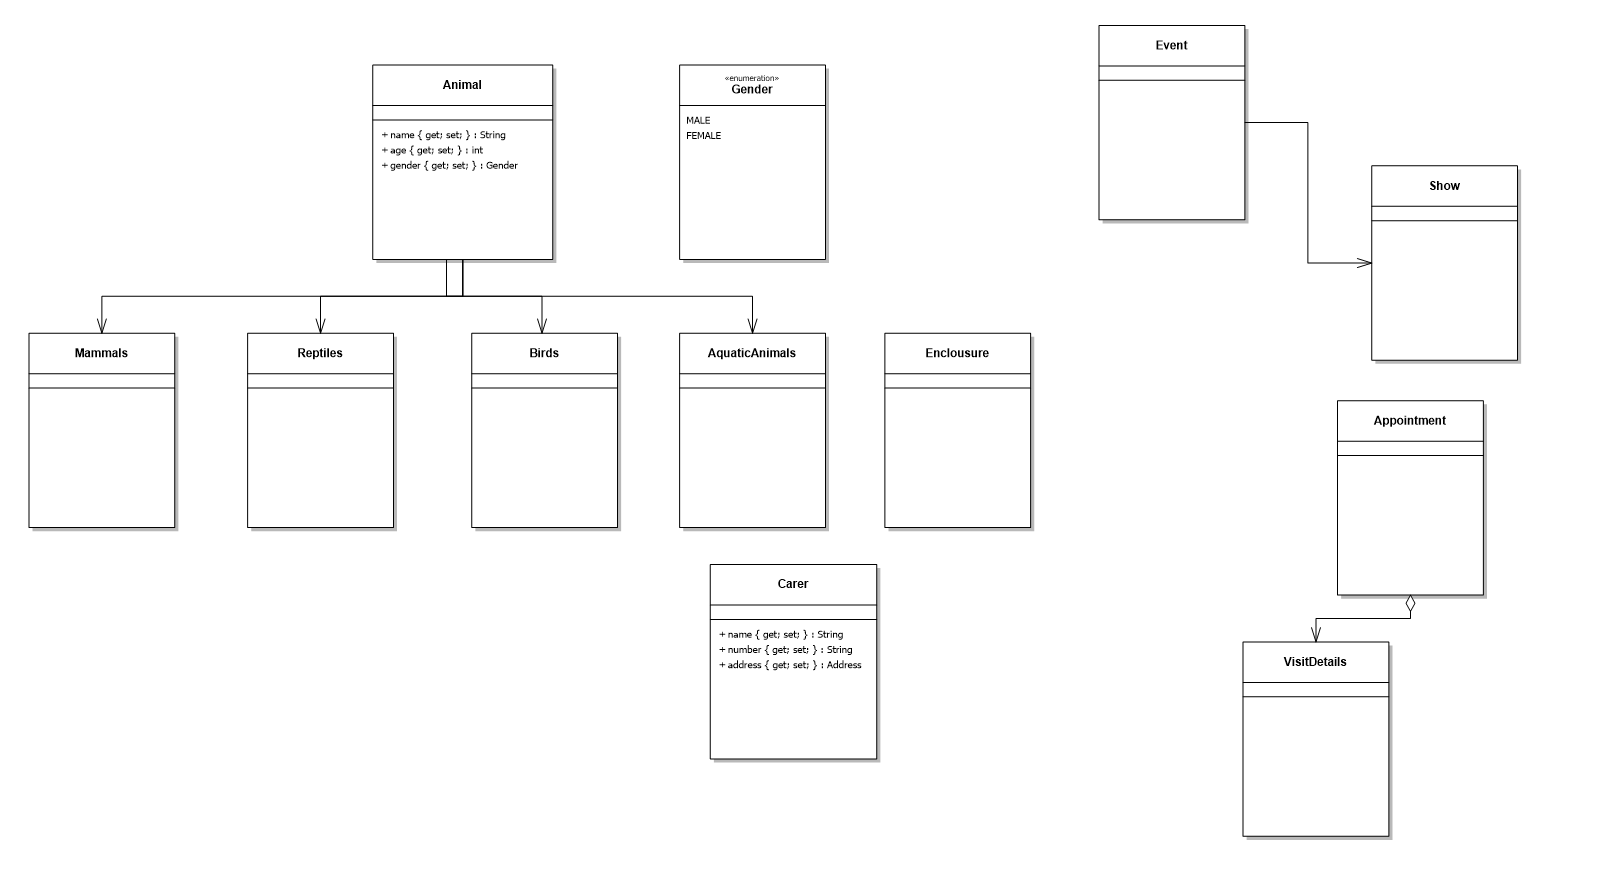 Event
Animal
«enumeration»
Gender
+ name { get; set; } : String
+ age { get; set; } : int
+ gender { get; set; } : Gender
MALE
FEMALE
Show
Mammals
Reptiles
Birds
AquaticAnimals
Enclousure
Appointment
Carer
+ name { get; set; } : String
+ number { get; set; } : String
+ address { get; set; } : Address
VisitDetails